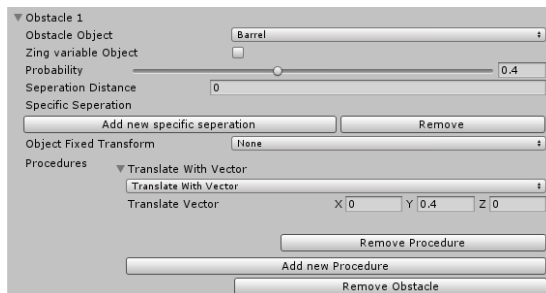 Obstacle 1
Obstacle Object Barrel
Zing variable Object
Probability 0.4
Seperation Distance 0
Specific Seperation
Add new specific seperation Remove
Object Fixed Transform None
Procedures Translate With Vector
Translate With Vector
Translate Vector X 0 Y 0.4 Z 0
Remove Procedure
Add new Procedure
Remove Obstacle